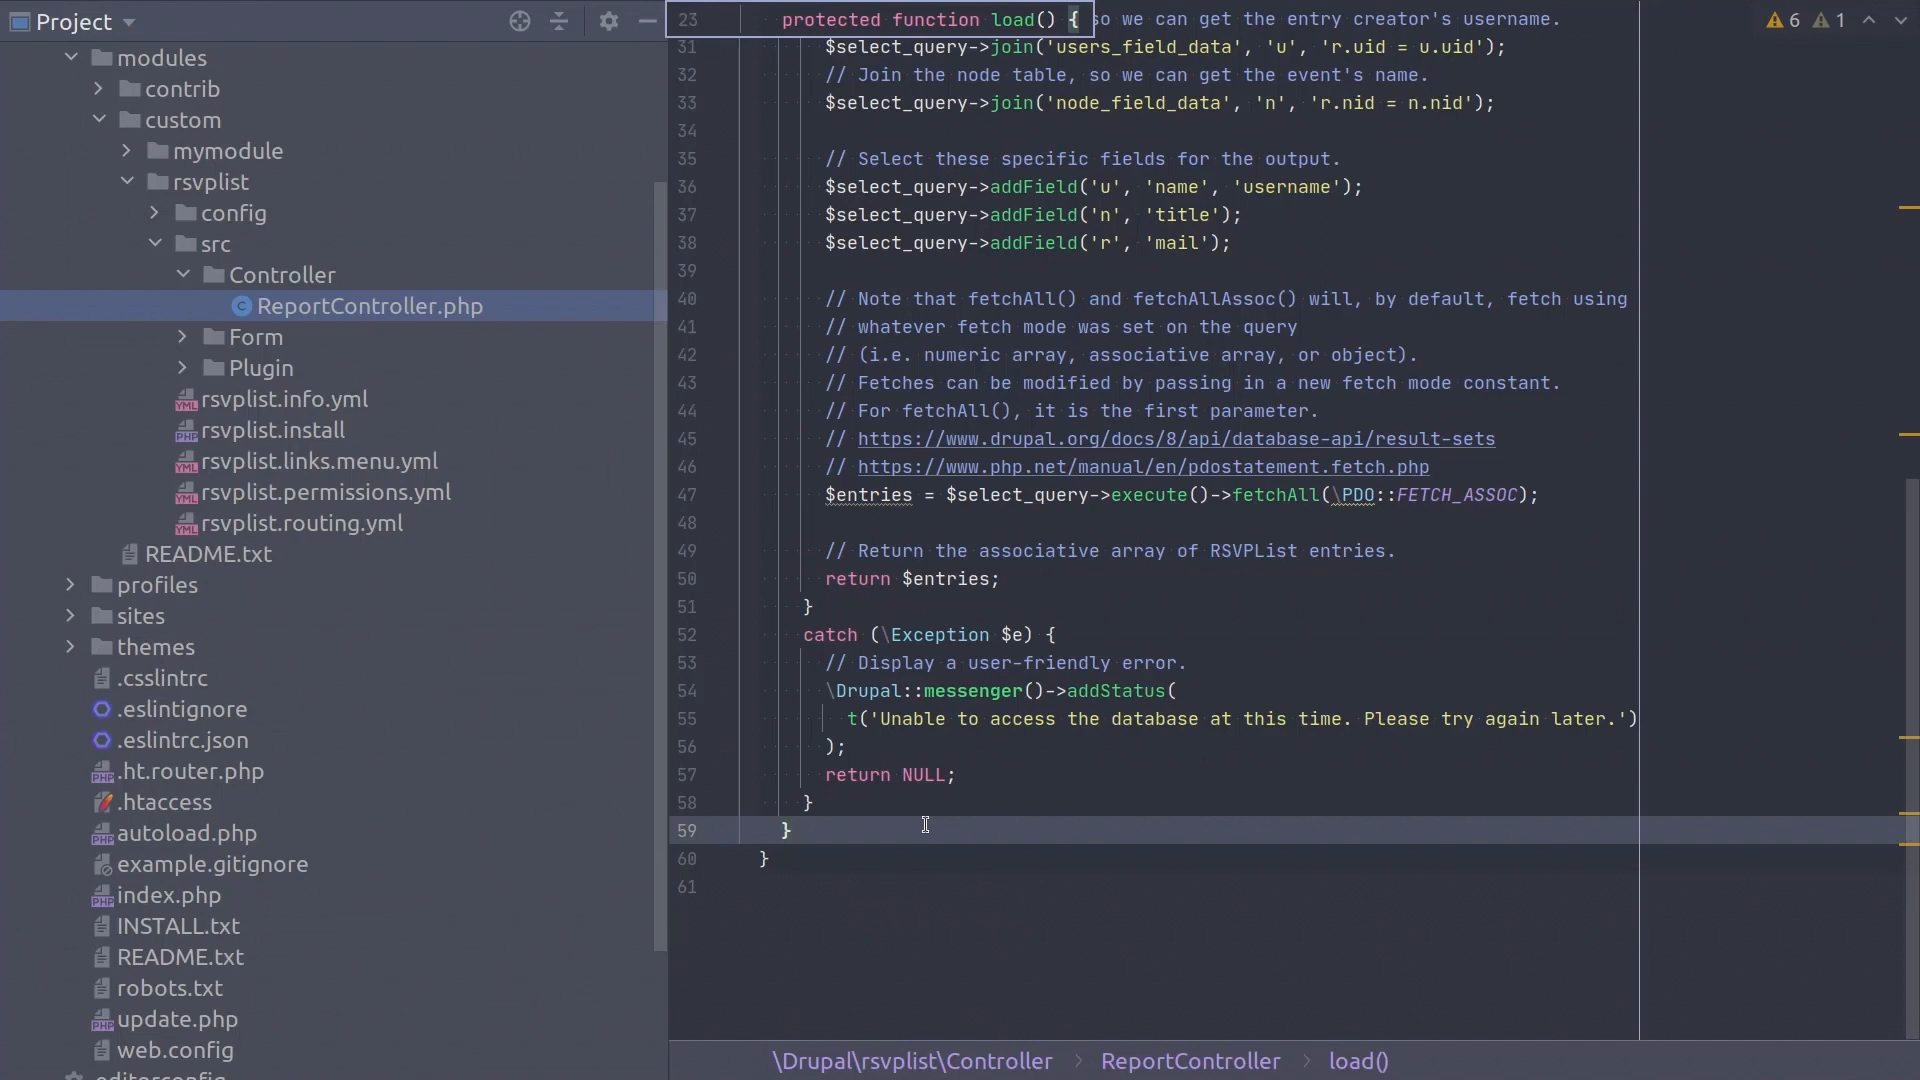 Project
modules
contrib
custom
mymodule
rsvplist
config
src
Controller
ReportController.php
Form
Plugin
rsvplist.info.yml
rsvplist.install
rsvplist.links.menu.yml
rsvplist.permissions.yml
rsvplist.routing.yml
README.txt
profiles
sites
themes
.csslintrc
.eslintignore
.eslintrc.json
.ht.router.php
.htaccess
autoload.php
example.gitignore
index.php
INSTALL.txt
README.txt
robots.txt
update.php
web.config
.editorconfig
23 protected function load() { so we can get the entry creator's username.
6 1
31 $select_query->join('users_field_data', 'u', 'r.uid = u.uid');
32 // Join the node table, so we can get the event's name.
33 $select_query->join('node_field_data', 'n', 'r.nid = n.nid');
34
35 // Select these specific fields for the output.
36 $select_query->addField('u', 'name', 'username');
37 $select_query->addField('n', 'title');
38 $select_query->addField('r', 'mail');
39
40 // Note that fetchAll() and fetchAllAssoc() will, by default, fetch using
41 // whatever fetch mode was set on the query
42 // (i.e. numeric array, associative array, or object).
43 // Fetches can be modified by passing in a new fetch mode constant.
44 // For fetchAll(), it is the first parameter.
45 // https://www.drupal.org/docs/8/api/database-api/result-sets
46 // https://www.php.net/manual/en/pdostatement.fetch.php
47 $entries = $select_query->execute()->fetchAll(\PDO::FETCH_ASSOC);
48
49 // Return the associative array of RSVPList entries.
50 return $entries;
51 }
52 catch (\Exception $e) {
53 // Display a user-friendly error.
54 \Drupal::messenger()->addStatus(
55 t('Unable to access the database at this time. Please try again later.')
56 );
57 return NULL;
58 }
59 }
60 }
61
\Drupal\rsvplist\Controller > ReportController > load()